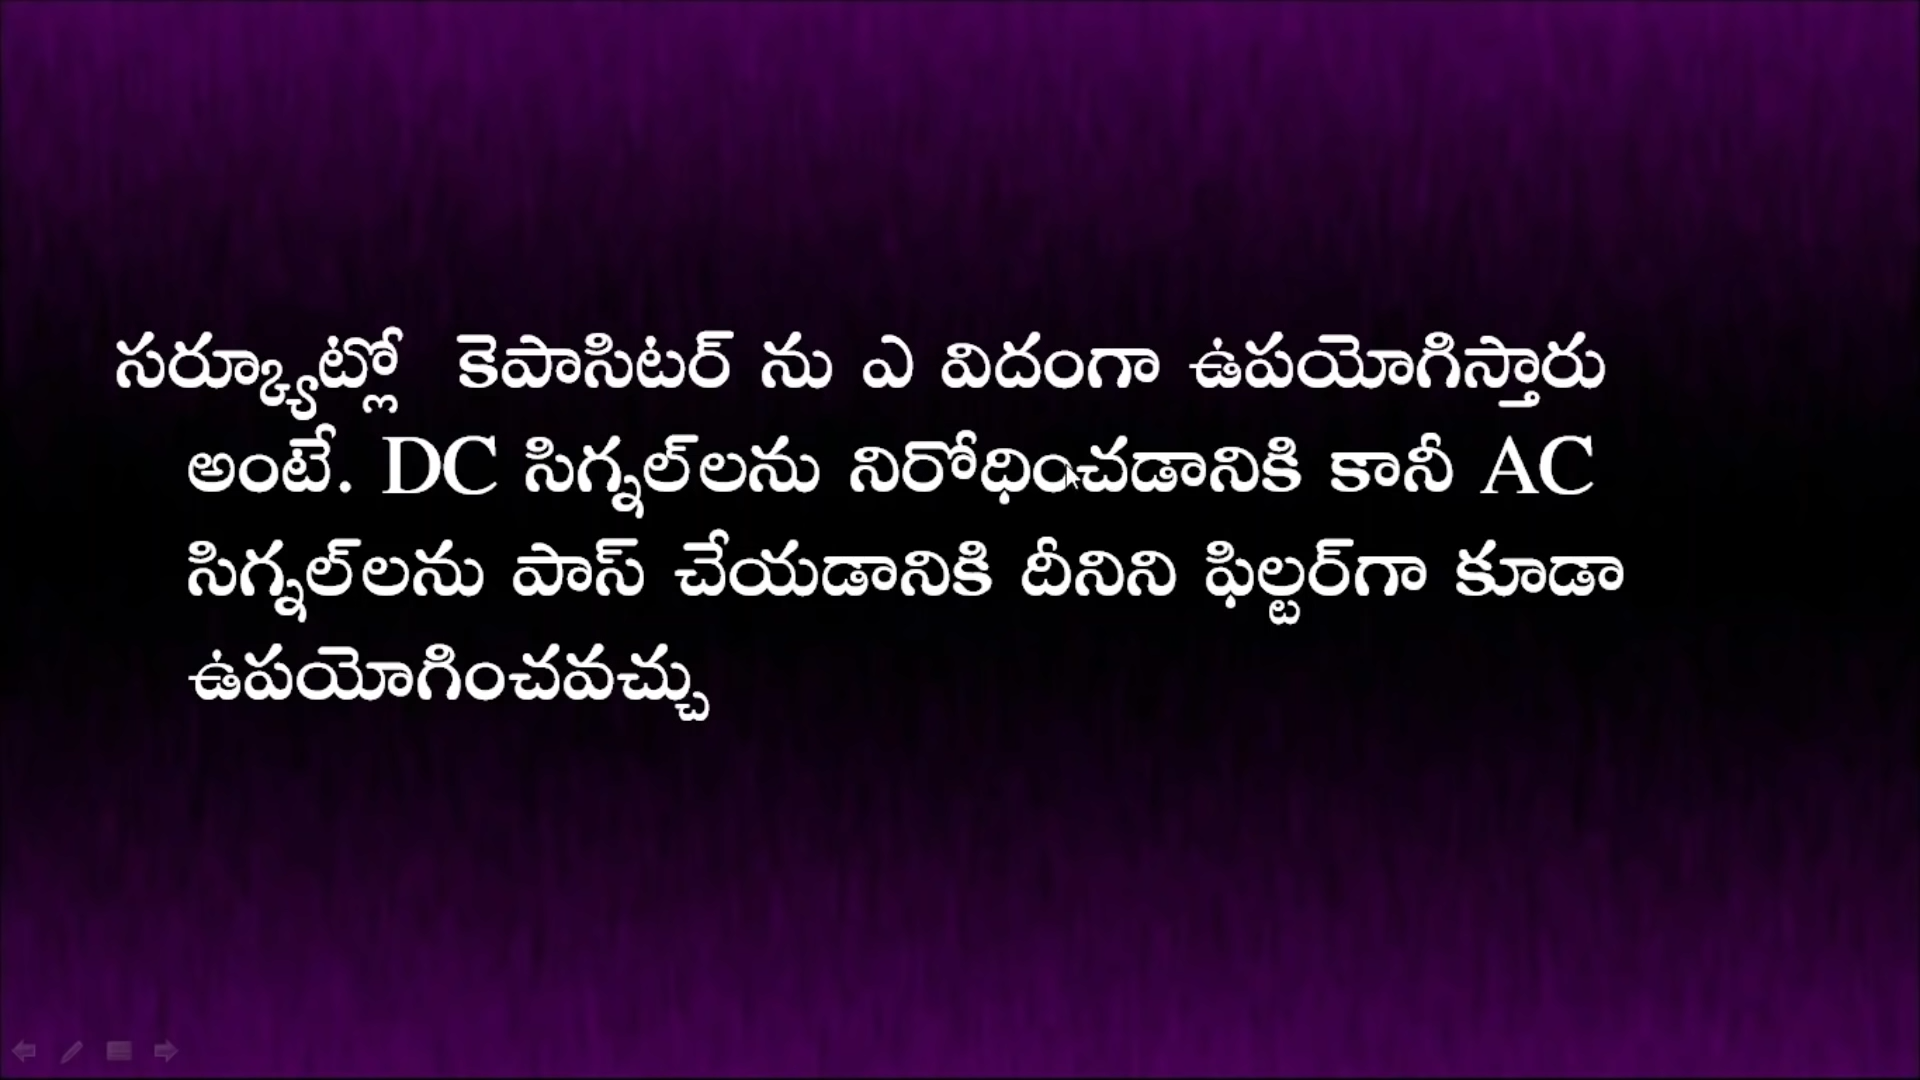 సర్క్యూట్లో కెపాసిటర్ ను ఎ విదంగా ఉపయోగిస్తారు
అంటే. DC సిగ్నల్‌లను నిరోధించడానికి కానీ AC
సిగ్నల్‌లను పాస్ చేయడానికి దీనిని ఫిల్టర్‌గా కూడా
ఉపయోగించవచ్చు